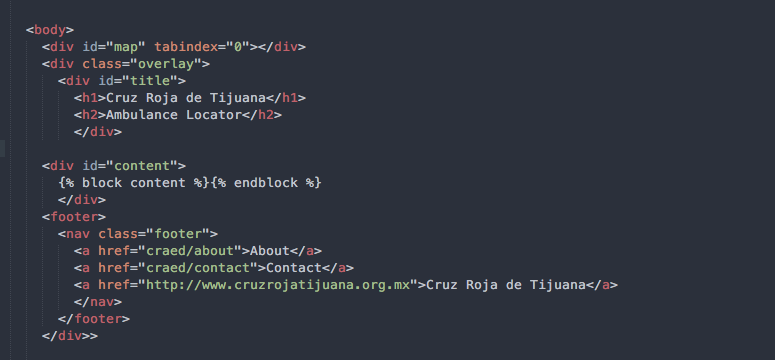 <body>
<div id="map" tabindex="0"></div>
<div class="overlay">
<div id="title">
<h1>Cruz Roja de Tijuana</h1>
<h2>Ambulance Locator</h2>
</div>
<div id="content">
{% block content %}{% endblock %}
</div>
<footer>
<nav class="footer">
<a href="craed/about">About</a>
<a href="craed/contact">Contact</a>
<a href="http://www.cruzrojatijuana.org.mx">Cruz Roja de Tijuana</a>
</nav>
</footer>
</div>>